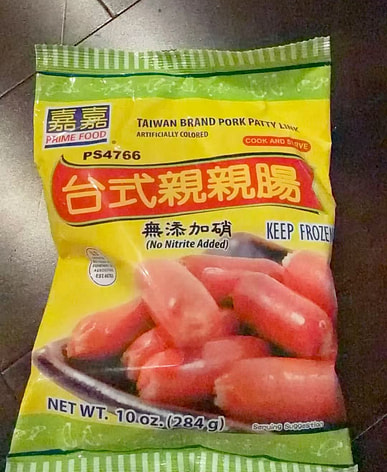 嘉嘉
PRIME FOOD
TAIWAN BRAND PORK PATTY LINK
ARTIFICIALLY COLORED
COOK AND SERVE
PS4766
台式親親腸
無添加硝
(No Nitrite Added)
KEEP FROZEN
NET WT. 10 oz. (284g)
Serving Suggestion